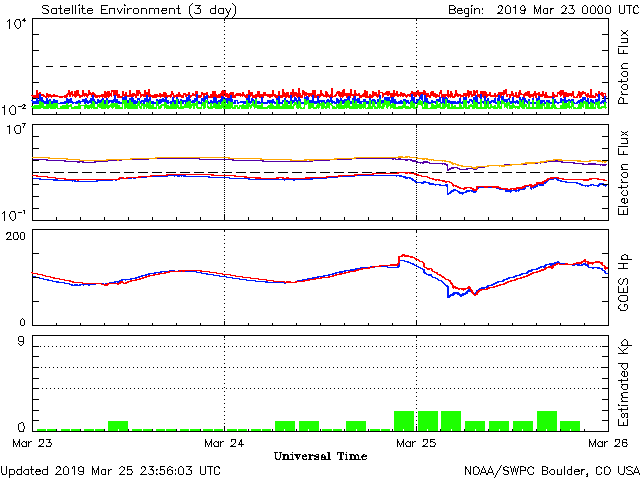 Satellite Environment (3 day)
Begin: 2019 Mar 23 0000 UTC
10⁴
10⁻²
Proton Flux
10⁷
10⁻¹
Electron Flux
200
0
GOES Hp
9
0
Estimated Kp
Mar 23
Mar 24
Mar 25
Mar 26
Universal Time
Updated 2019 Mar 25 23:56:03 UTC
NOAA/SWPC Boulder, CO USA